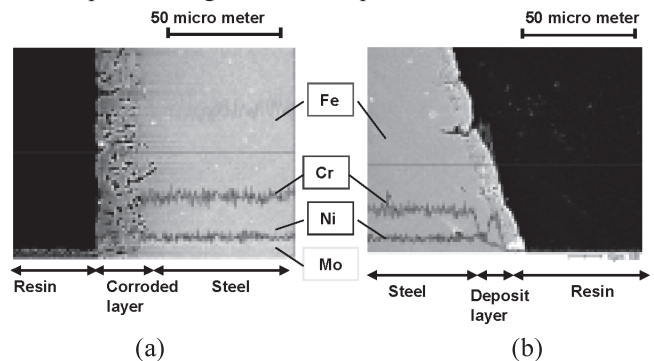 50 micro meter
50 micro meter
Fe
Cr
Ni
Mo
Resin
Corroded
layer
Steel
Steel
Deposit
layer
Resin
(a)
(b)